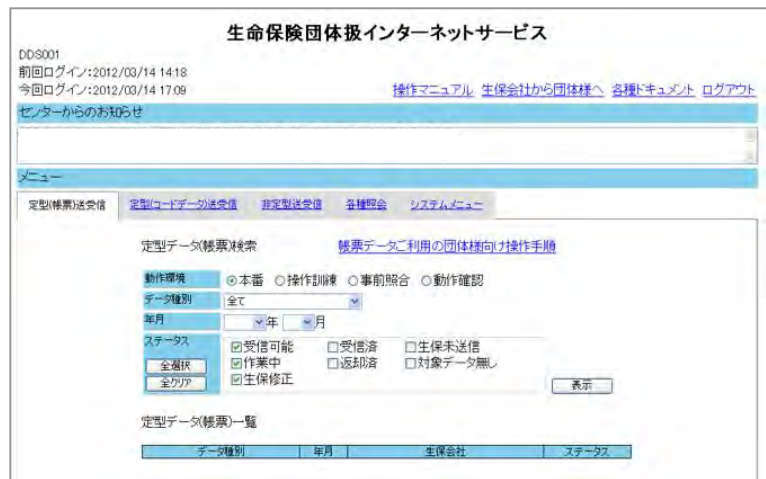 生命保険団体扱インターネットサービス
DDS001
前回ログイン:2012/03/14 14:18
今回ログイン:2012/03/14 17:09
操作マニュアル 生保会社から団体様へ 各種ドキュメント ログアウト
センターからのお知らせ
メニュー
定型(帳票)送受信 定型(コードデータ)送受信 非定型送受信 各種照会 システムメニュー
定型データ(帳票)検索 帳票データご利用の団体様向け操作手順
動作環境 本番 操作訓練 事前照合 動作確認
データ種別 全て
年月 年 月
ステータス 受信可能 受信済 生保未送信
全選択 作業中 返却済 対象データ無し
全クリア 生保修正 表示
定型データ(帳票)一覧
データ種別 年月 生保会社 ステータス